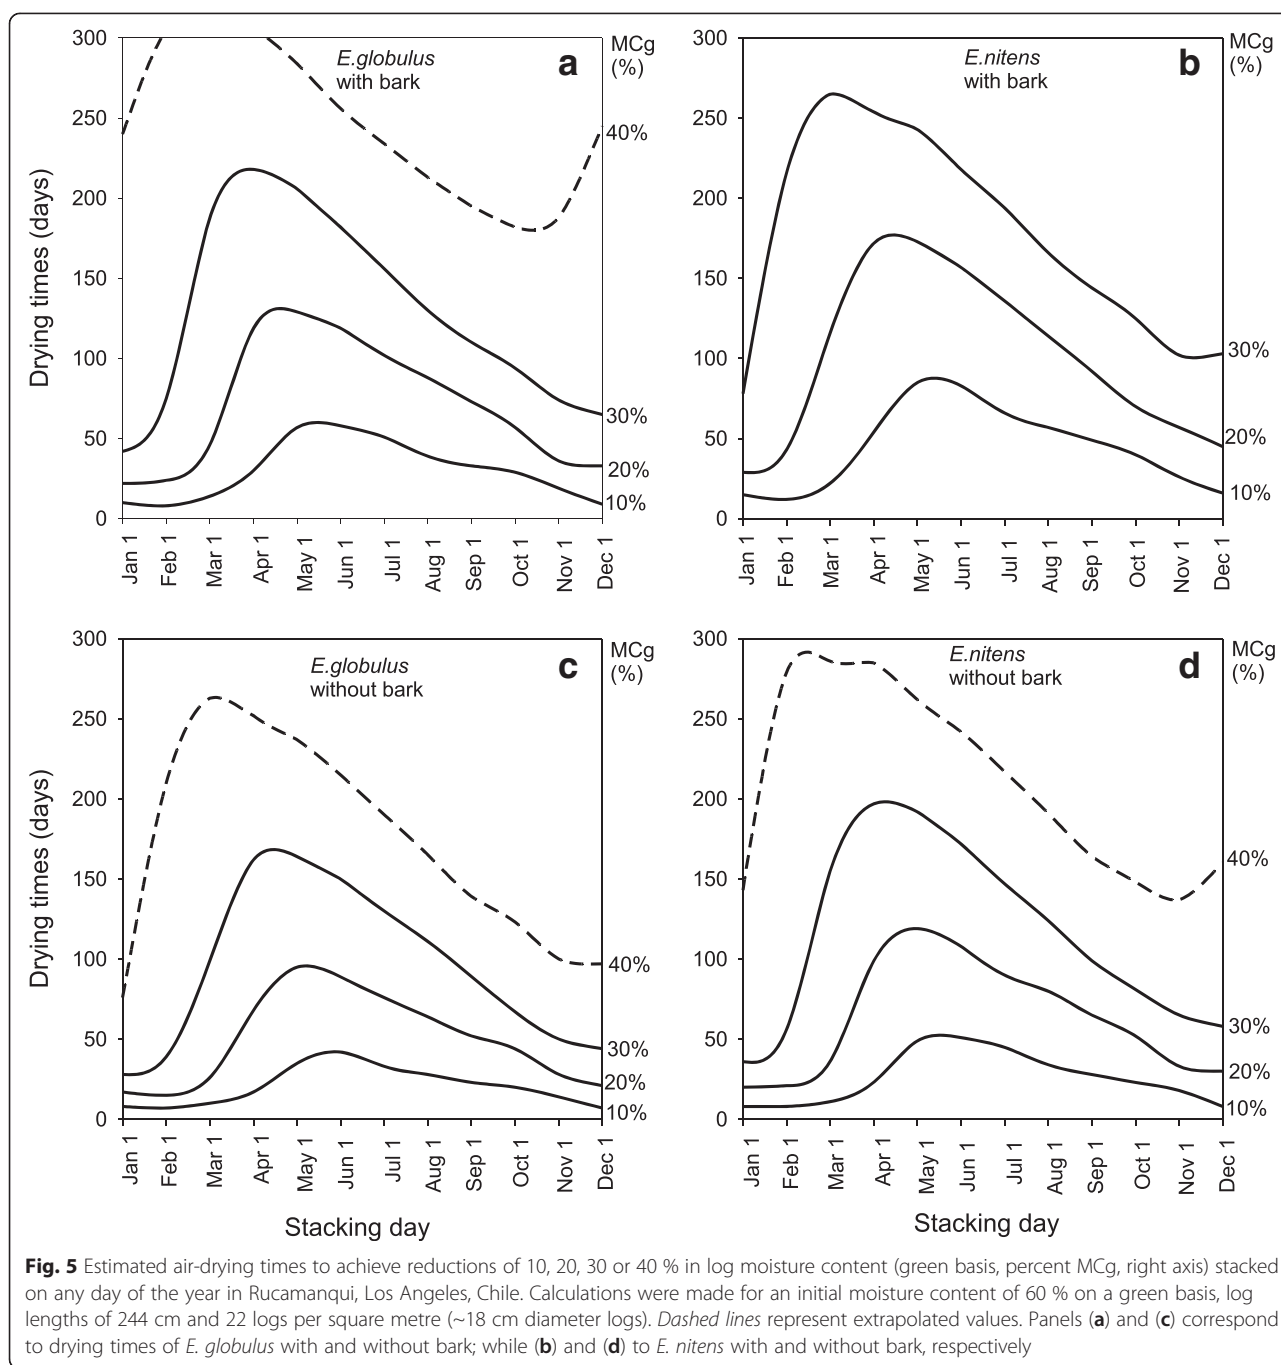 MCg
(%)
E.globulus
with bark
a
300
250
200
150
100
50
0
Drying times (days)
40%
30%
20%
10%
Jan 1
Feb 1
Mar 1
Apr 1
May 1
Jun 1
Jul 1
Aug 1
Sep 1
Oct 1
Nov 1
Dec 1
MCg
(%)
E.nitens
with bark
b
300
250
200
150
100
50
0
30%
20%
10%
Jan 1
Feb 1
Mar 1
Apr 1
May 1
Jun 1
Jul 1
Aug 1
Sep 1
Oct 1
Nov 1
Dec 1
MCg
(%)
E.globulus
without bark
c
300
250
200
150
100
50
0
Drying times (days)
40%
30%
20%
10%
Jan 1
Feb 1
Mar 1
Apr 1
May 1
Jun 1
Jul 1
Aug 1
Sep 1
Oct 1
Nov 1
Dec 1
Stacking day
MCg
(%)
E.nitens
without bark
d
300
250
200
150
100
50
0
40%
30%
20%
10%
Jan 1
Feb 1
Mar 1
Apr 1
May 1
Jun 1
Jul 1
Aug 1
Sep 1
Oct 1
Nov 1
Dec 1
Stacking day
Fig. 5 Estimated air-drying times to achieve reductions of 10, 20, 30 or 40 % in log moisture content (green basis, percent MCg, right axis) stacked
on any day of the year in Rucamanqui, Los Angeles, Chile. Calculations were made for an initial moisture content of 60 % on a green basis, log
lengths of 244 cm and 22 logs per square metre (~18 cm diameter logs). Dashed lines represent extrapolated values. Panels (a) and (c) correspond
to drying times of E. globulus with and without bark; while (b) and (d) to E. nitens with and without bark, respectively